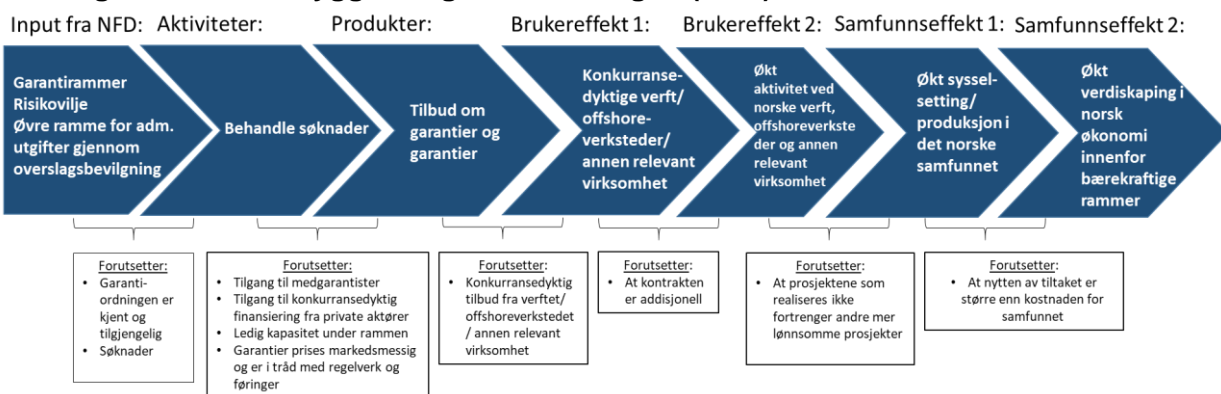 Input fra NFD:
Aktiviteter:
Produkter:
Brukereffekt 1:
Brukereffekt 2:
Samfunnseffekt 1:
Samfunnseffekt 2:
Garantirammer
Risikovilje
Øvre ramme for adm.
utgifter gjennom
overslagsbevilgning
Behandle søknader
Tilbud om
garantier og
garantier
Konkurranse-
dyktige verft/
offshore-
verksteder/
annen relevant
virksomhet
Økt
aktivitet ved
norske verft,
offshoreverkste
der og annen
relevant
virksomhet
Økt syssel-
setting/
produksjon i
det norske
samfunnet
Økt
verdiskaping i
norsk
økonomi
innenfor
bærekraftige
rammer
Forutsetter:
• Garanti-
ordningen er
kjent og
tilgjengelig
• Søknader
Forutsetter:
• Tilgang til medgarantister
• Tilgang til konkurransedyktig
finansiering fra private aktører
• Ledig kapasitet under rammen
• Garantier prises markedsmessig
og er i tråd med regelverk og
føringer
Forutsetter:
• Konkurransedyktig
tilbud fra verftet/
offshoreverkstedet
/ annen relevant
virksomhet
Forutsetter:
• At kontrakten
er addisjonell
Forutsetter:
• At prosjektene som
realiseres ikke
fortrenger andre mer
lønnsomme prosjekter
Forutsetter:
• At nytten av tiltaket er
større enn kostnaden for
samfunnet